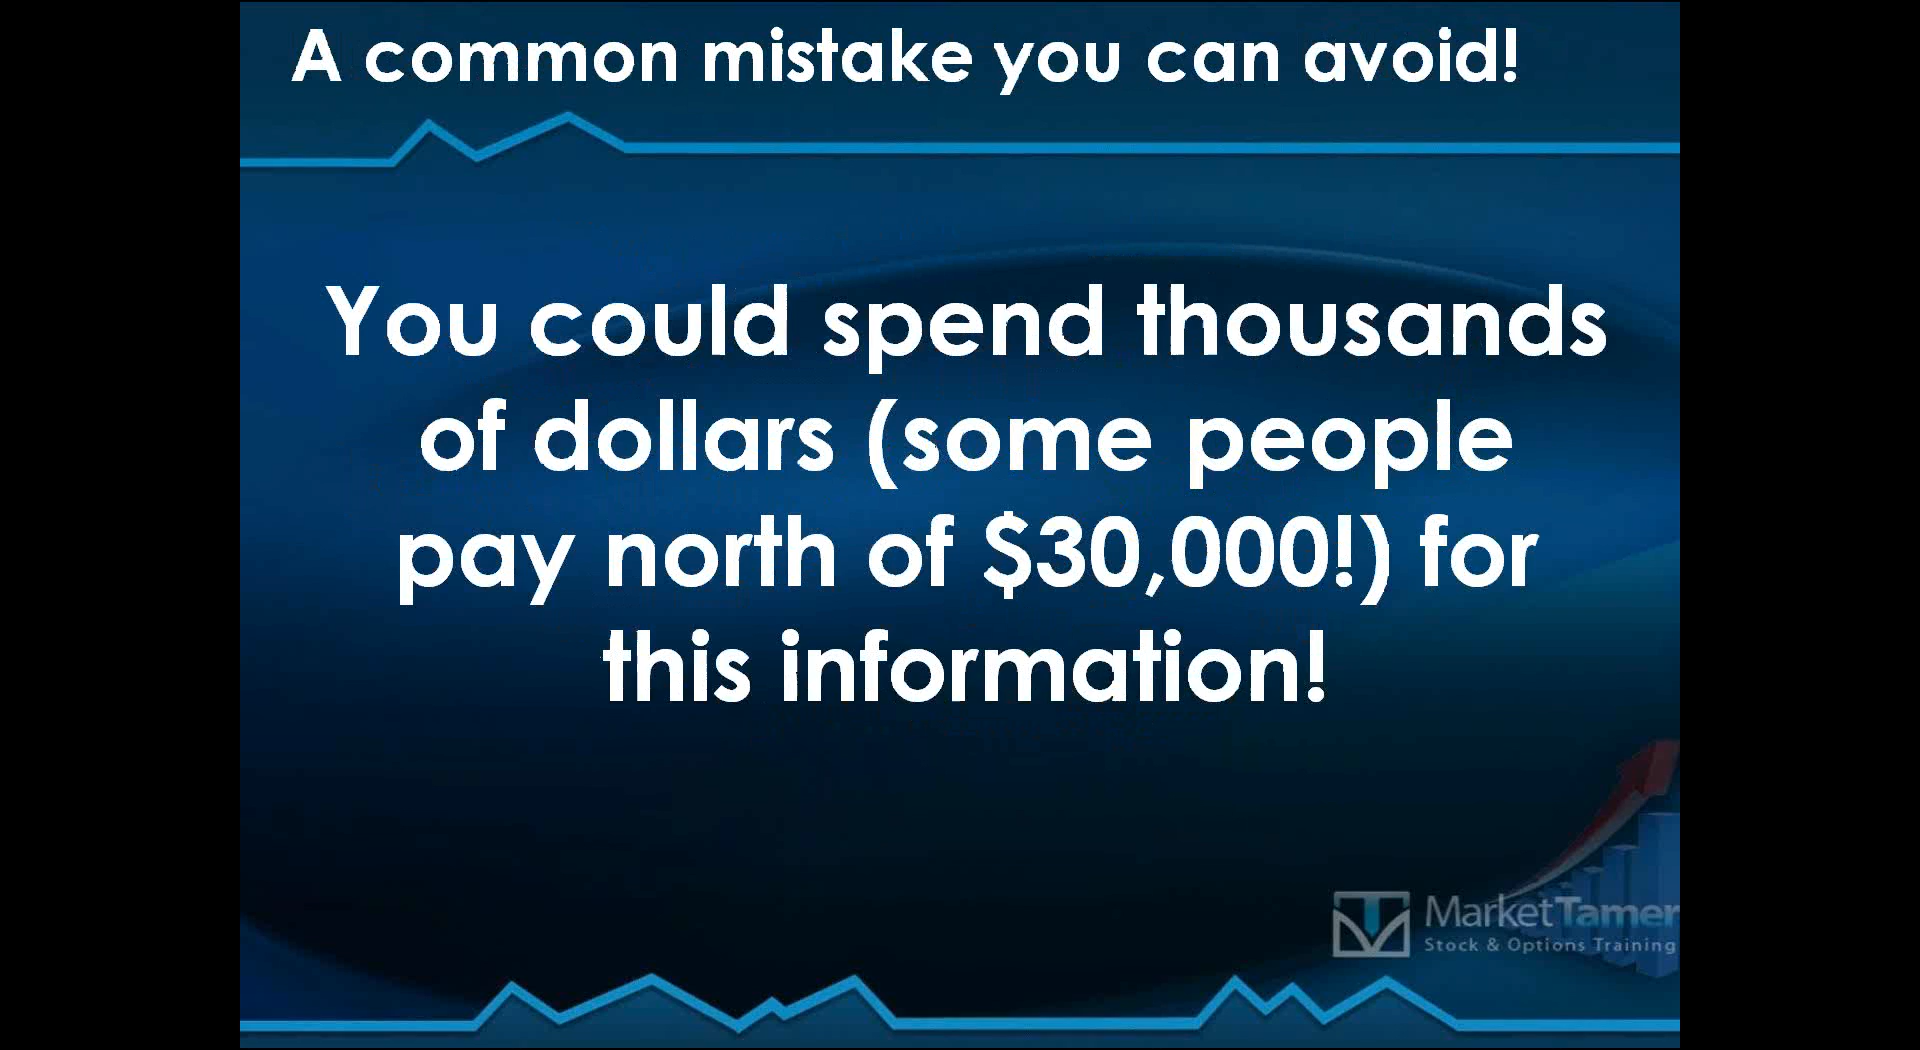 A common mistake you can avoid!
You could spend thousands
of dollars (some people
pay north of $30,000!) for
this information!
MarketTamer
Stock & Options Training